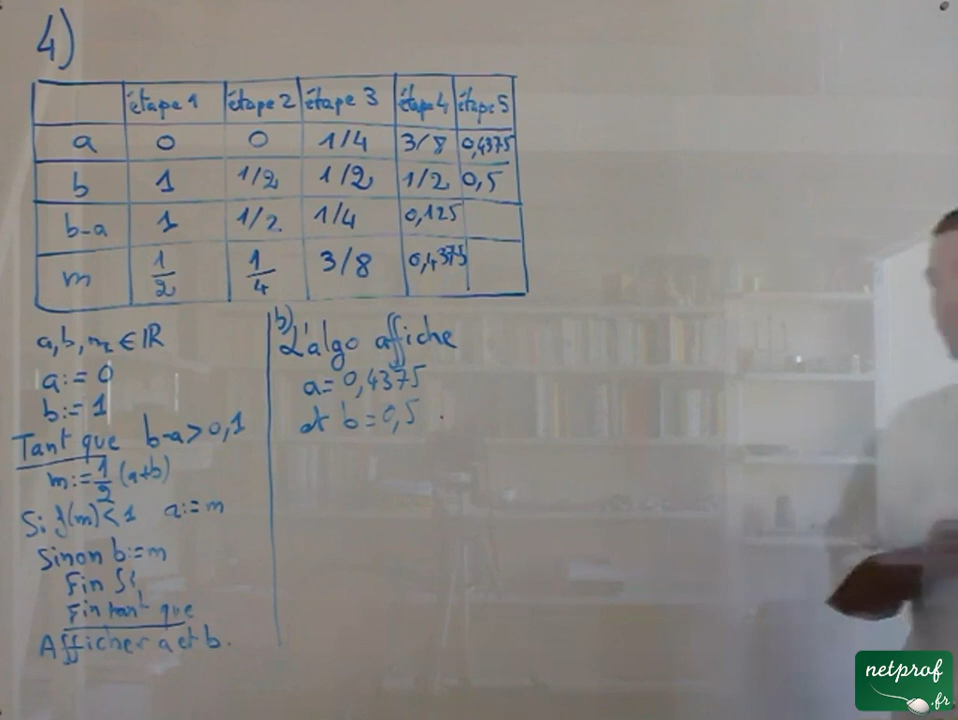 4)
étape 1 étape 2 étape 3 étape 4 étape 5
a 0 0 1/4 3/8 0,4375
b 1 1/2 1/2 1/2 0,5
b-a 1 1/2 1/4 0,125
m 1/2 1/4 3/8 0,4375
a, b, m ∈ ℝ
a := 0
b := 1
Tant que b-a > 0,1
m := 1/2 (a+b)
Si f(m) < 1 a := m
Sinon b := m
Fin Si
Fin tant que
Afficher a et b.
b) L'algo affiche
a = 0,4375
et b = 0,5.
netprof
.fr